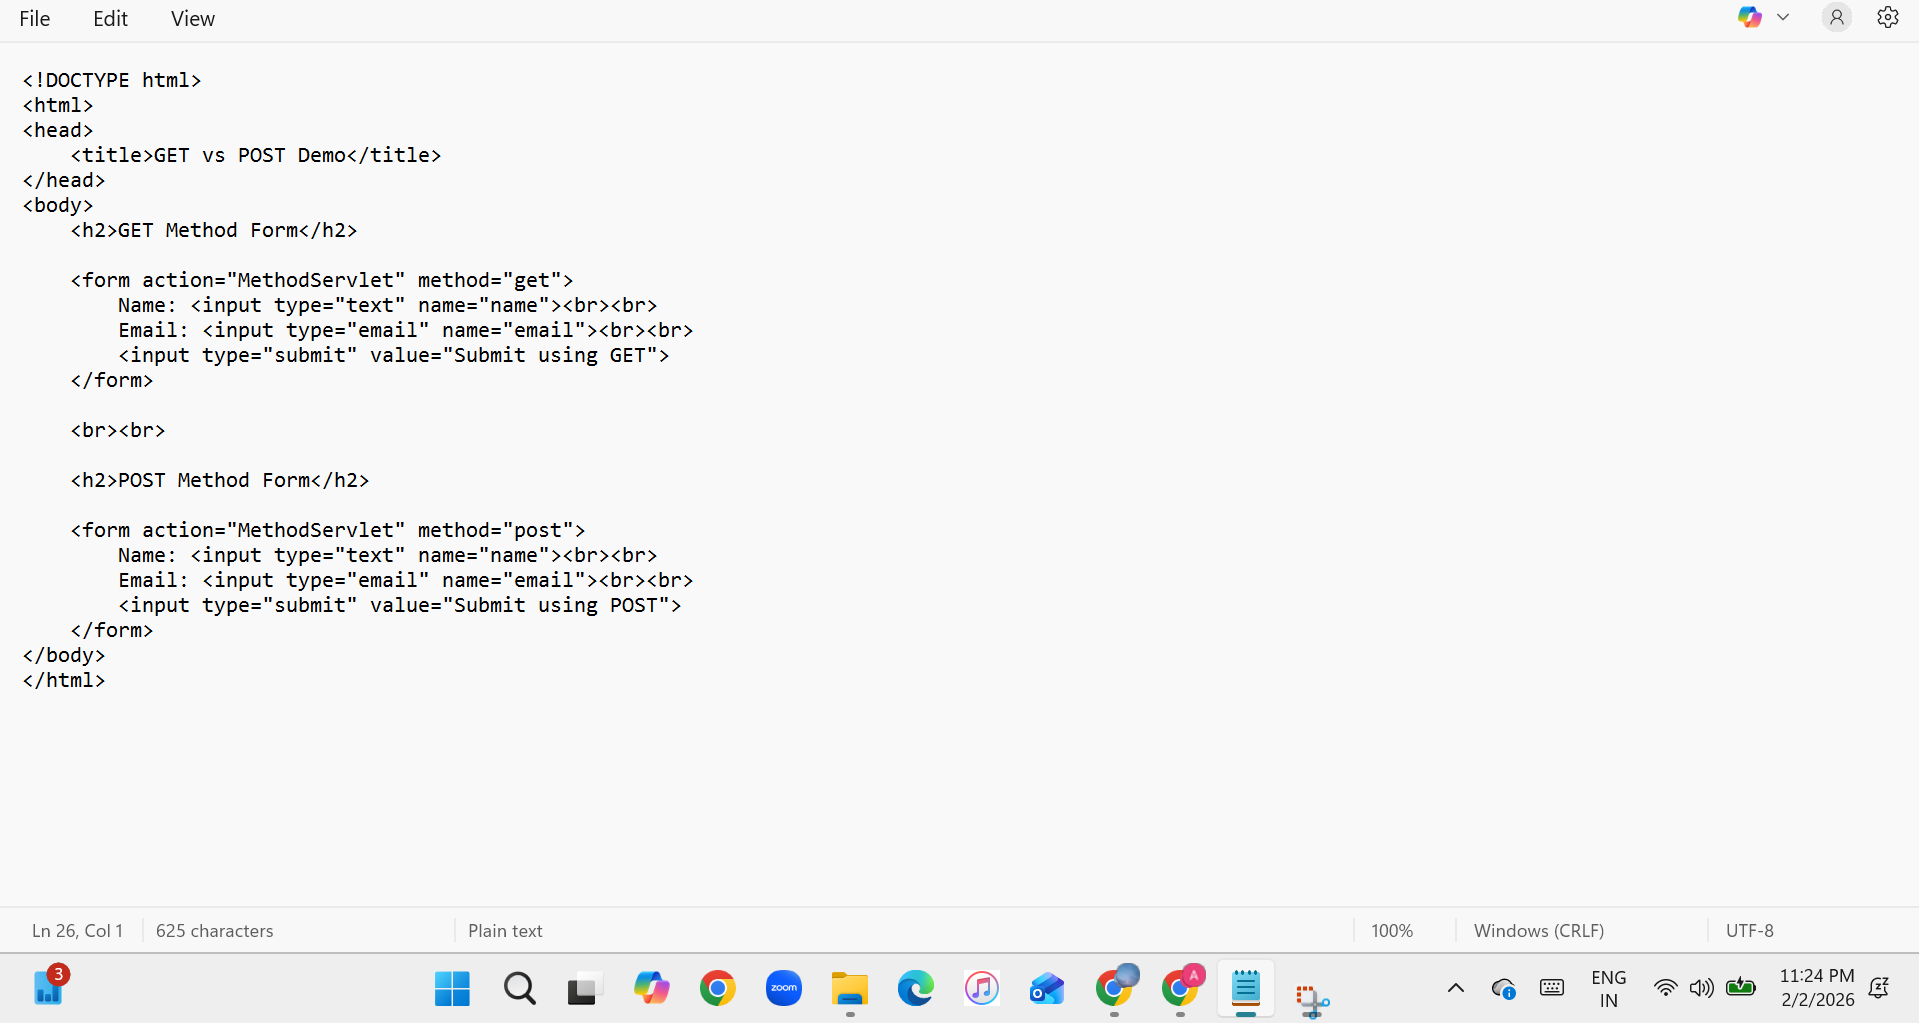 File Edit View
<!DOCTYPE html>
<html>
<head>
    <title>GET vs POST Demo</title>
</head>
<body>
    <h2>GET Method Form</h2>
    <form action="MethodServlet" method="get">
        Name: <input type="text" name="name"><br><br>
        Email: <input type="email" name="email"><br><br>
        <input type="submit" value="Submit using GET">
    </form>
    <br><br>
    <h2>POST Method Form</h2>
    <form action="MethodServlet" method="post">
        Name: <input type="text" name="name"><br><br>
        Email: <input type="email" name="email"><br><br>
        <input type="submit" value="Submit using POST">
    </form>
</body>
</html>
Ln 26, Col 1 625 characters Plain text 100% Windows (CRLF) UTF-8
3 zoom A ENG 11:24 PM
IN 2/2/2026